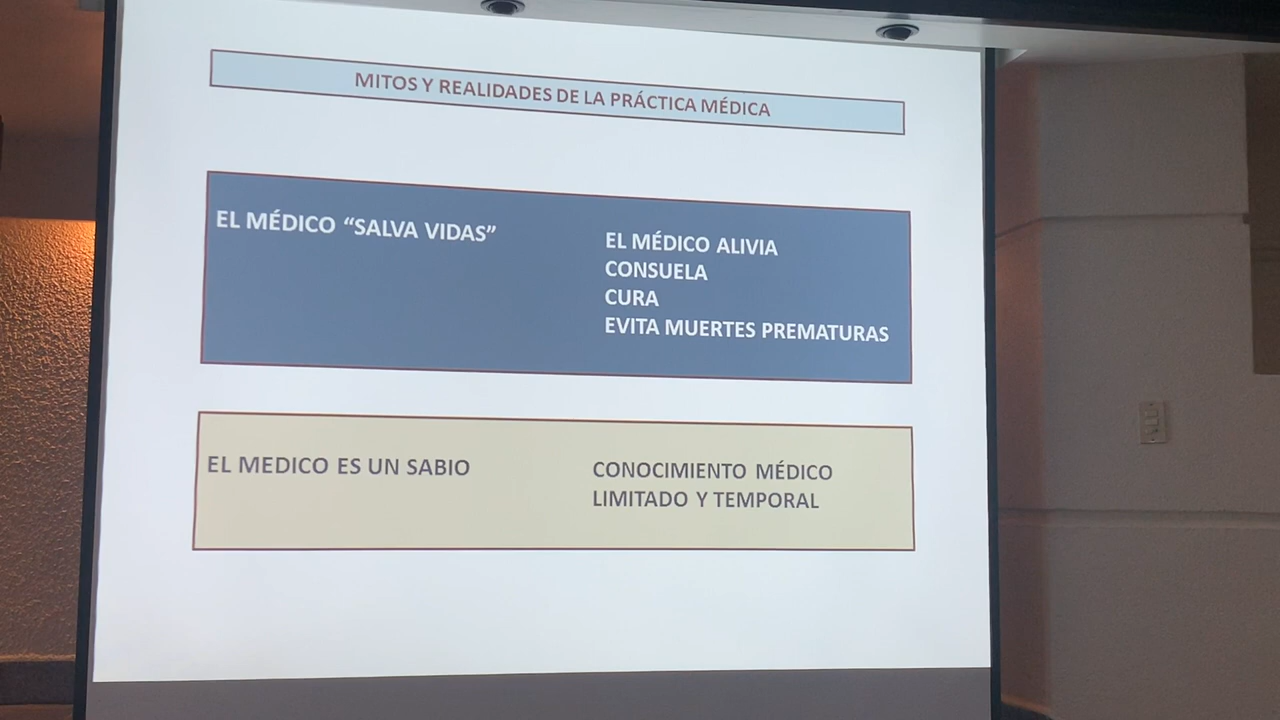 MITOS Y REALIDADES DE LA PRÁCTICA MÉDICA
EL MÉDICO “SALVA VIDAS”
EL MÉDICO ALIVIA
CONSUELA
CURA
EVITA MUERTES PREMATURAS
EL MEDICO ES UN SABIO
CONOCIMIENTO MÉDICO
LIMITADO Y TEMPORAL